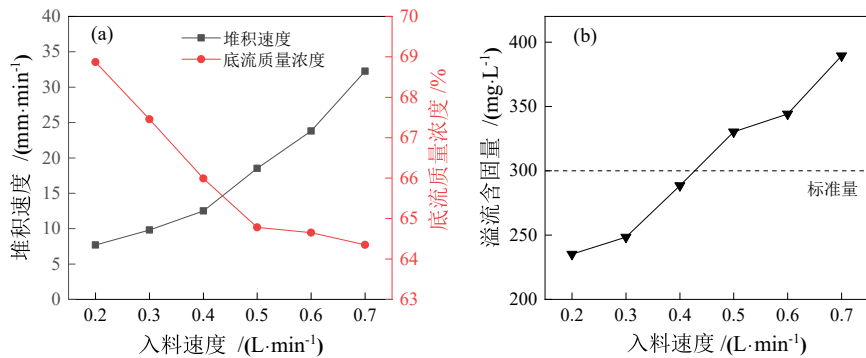 (a)
堆积速度
底流质量浓度
40
35
30
25
20
15
10
5
0
堆积速度 /(mm·min⁻¹)
70
69
68
67
66
65
64
63
底流质量浓度 /%
0.2 0.3 0.4 0.5 0.6 0.7
入料速度 /(L·min⁻¹)
(b)
400
350
300
250
200
溢流含固量 /(mg·L⁻¹)
标准量
0.2 0.3 0.4 0.5 0.6 0.7
入料速度 /(L·min⁻¹)